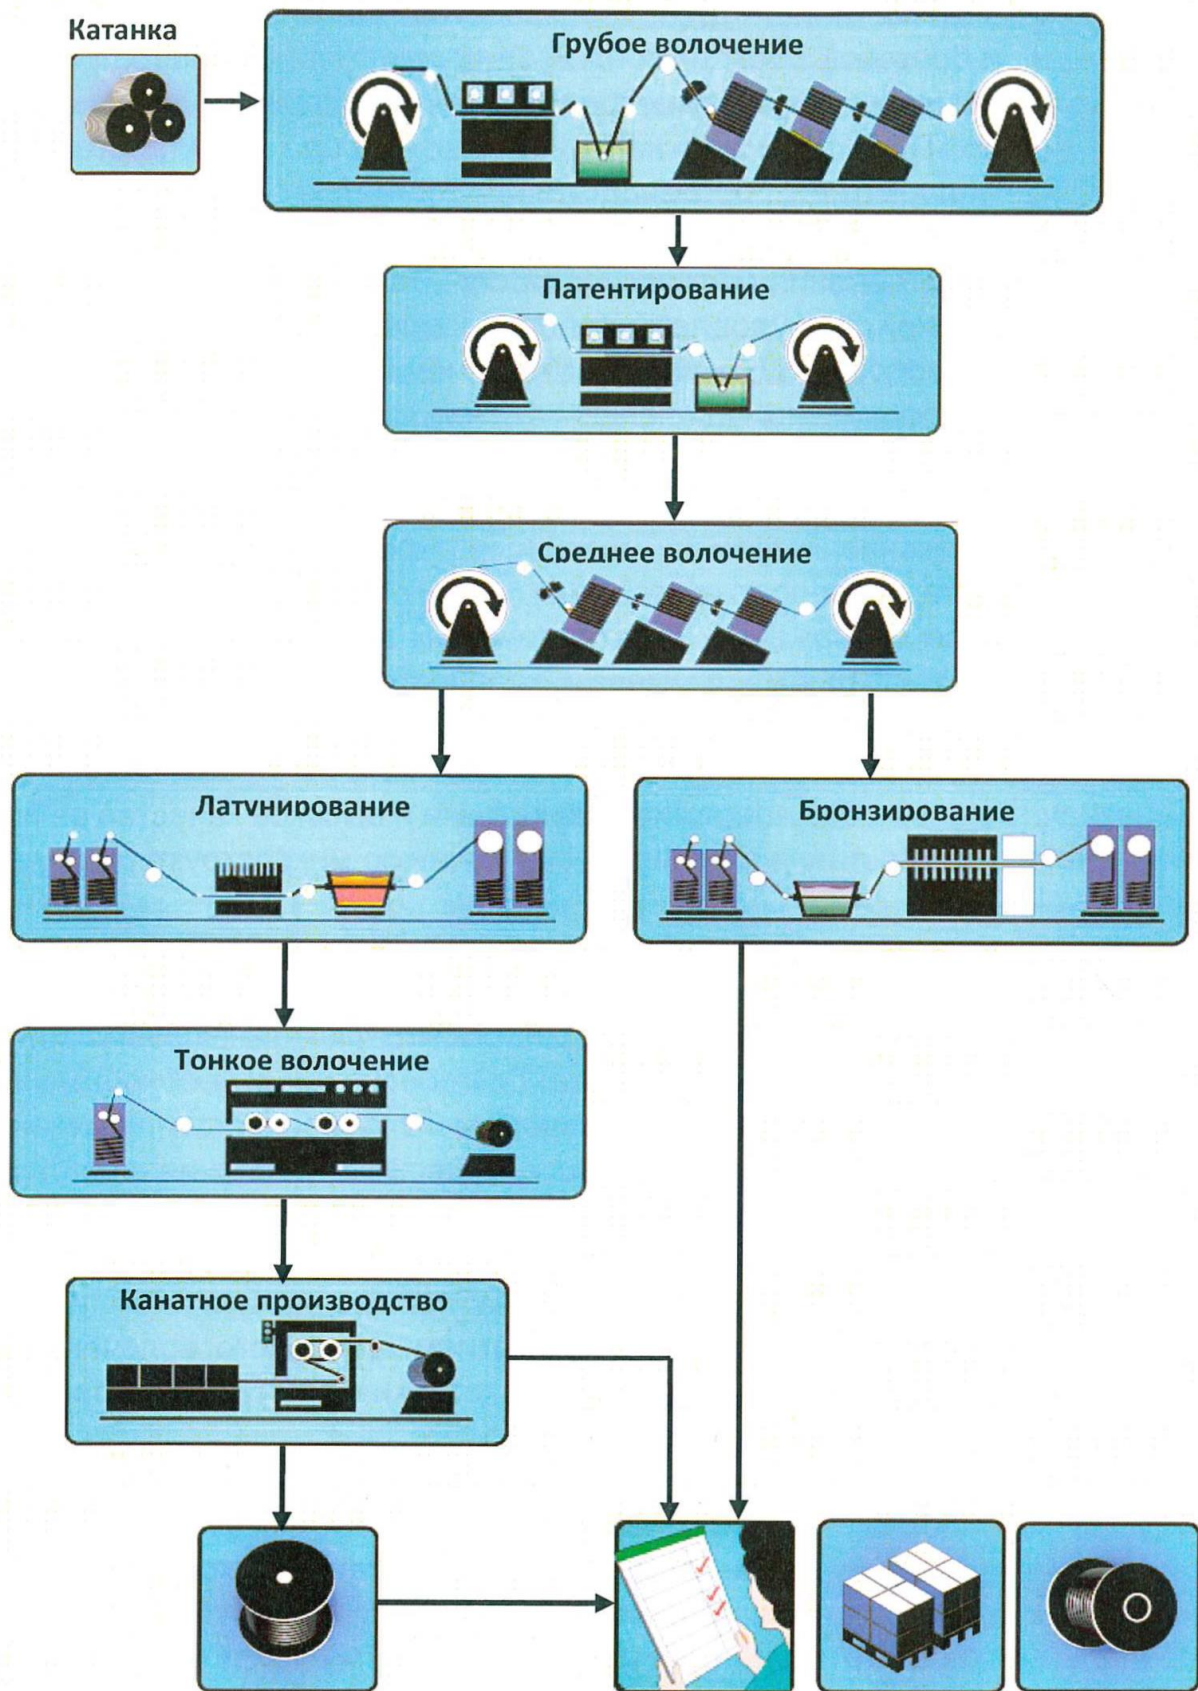 Катанка
Грубое волочение
Патентирование
Среднее волочение
Латунирование
Бронзирование
Тонкое волочение
Канатное производство